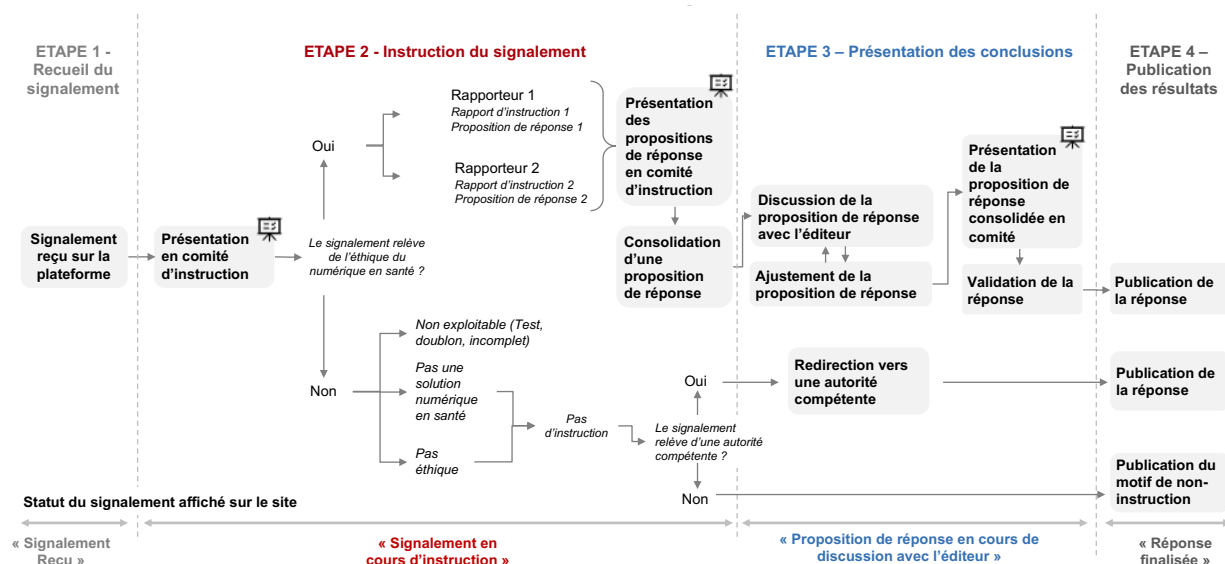 ETAPE 1 -
Recueil du
signalement
ETAPE 2 - Instruction du signalement
ETAPE 3 – Présentation des conclusions
ETAPE 4 –
Publication
des résultats
Signalement
reçu sur la
plateforme
Présentation
en comité
d'instruction
Le signalement relève
de l'éthique du
numérique en santé ?
Oui
Rapporteur 1
Rapport d'instruction 1
Proposition de réponse 1
Rapporteur 2
Rapport d'instruction 2
Proposition de réponse 2
Présentation
des
propositions
de réponse
en comité
d'instruction
Consolidation
d'une
proposition
de réponse
Discussion de la
proposition de réponse
avec l'éditeur
Ajustement de la
proposition de réponse
Présentation
de la
proposition de
réponse
consolidée en
comité
Validation de la
réponse
Publication de
la réponse
Non
Non exploitable (Test,
doublon, incomplet)
Pas une
solution
numérique
en santé
Pas
éthique
Pas
d'instruction
Le signalement
relève d'une autorité
compétente ?
Oui
Redirection vers
une autorité
compétente
Publication de
la réponse
Non
Publication du
motif de non-
instruction
Statut du signalement affiché sur le site
« Signalement
Reçu »
« Signalement en
cours d'instruction »
« Proposition de réponse en cours de
discussion avec l'éditeur »
« Réponse
finalisée »